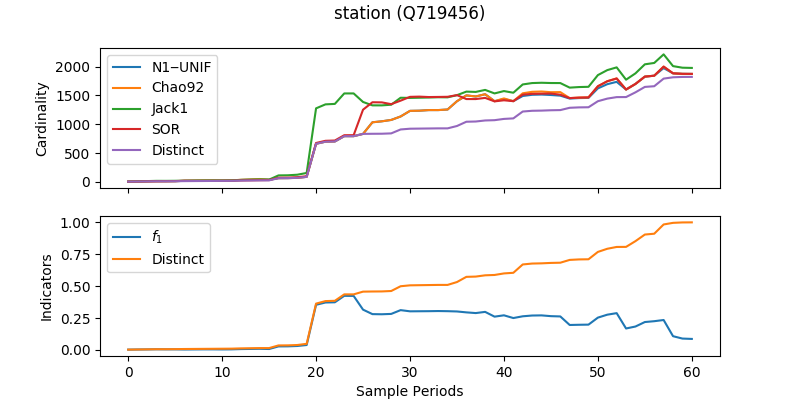 station (Q719456)
Cardinality
2000
1500
1000
500
0
N1‒UNIF
Chao92
Jack1
SOR
Distinct
Indicators
1.00
0.75
0.50
0.25
0.00
f1
Distinct
0 10 20 30 40 50 60
Sample Periods